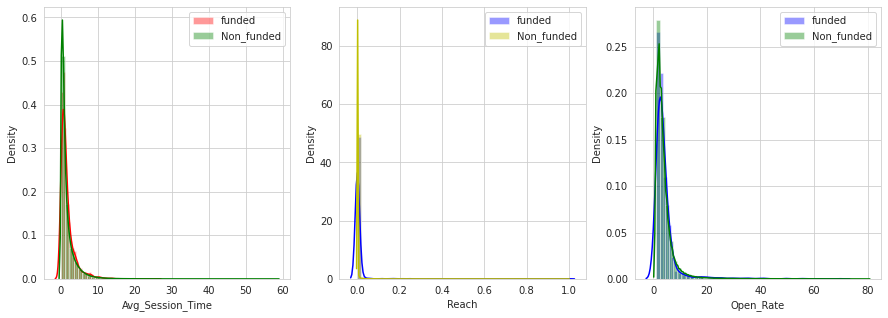 funded
Non_funded
0.6
0.5
0.4
0.3
0.2
0.1
0.0
Density
0 10 20 30 40 50 60
Avg_Session_Time
funded
Non_funded
80
60
40
20
0
Density
0.0 0.2 0.4 0.6 0.8 1.0
Reach
funded
Non_funded
0.25
0.20
0.15
0.10
0.05
0.00
Density
0 20 40 60 80
Open_Rate